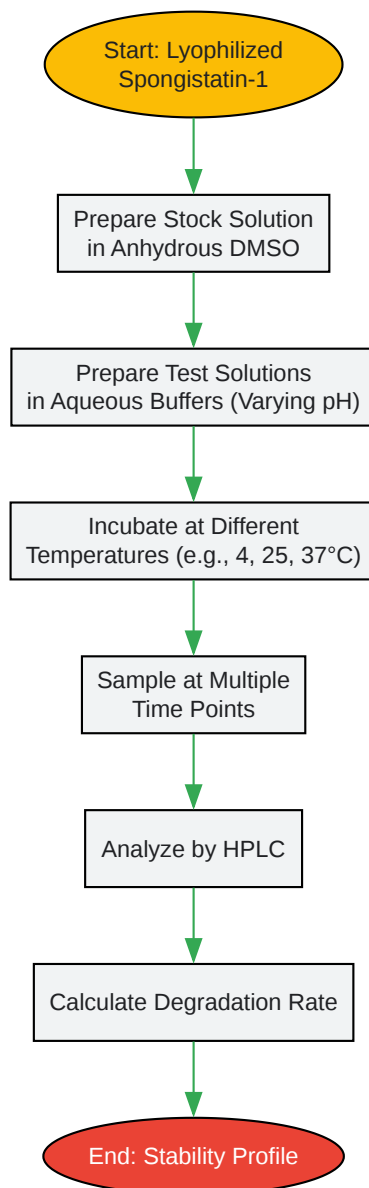 Start: Lyophilized
Spongistatin-1
Prepare Stock Solution
in Anhydrous DMSO
Prepare Test Solutions
in Aqueous Buffers (Varying pH)
Incubate at Different
Temperatures (e.g., 4, 25, 37°C)
Sample at Multiple
Time Points
Analyze by HPLC
Calculate Degradation Rate
End: Stability Profile